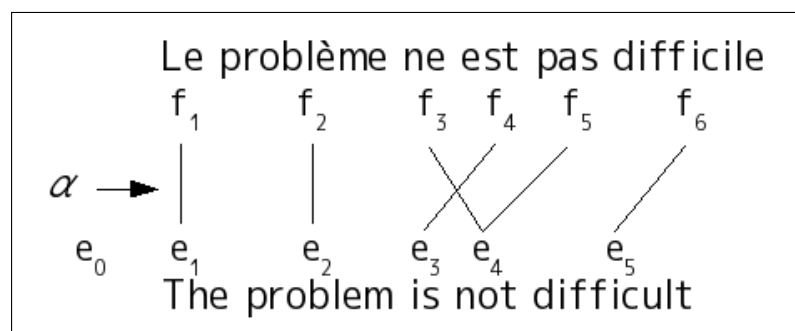 Le problème ne est pas difficile
f1 f2 f3 f4 f5 f6
α
e0 e1 e2 e3 e4 e5
The problem is not difficult